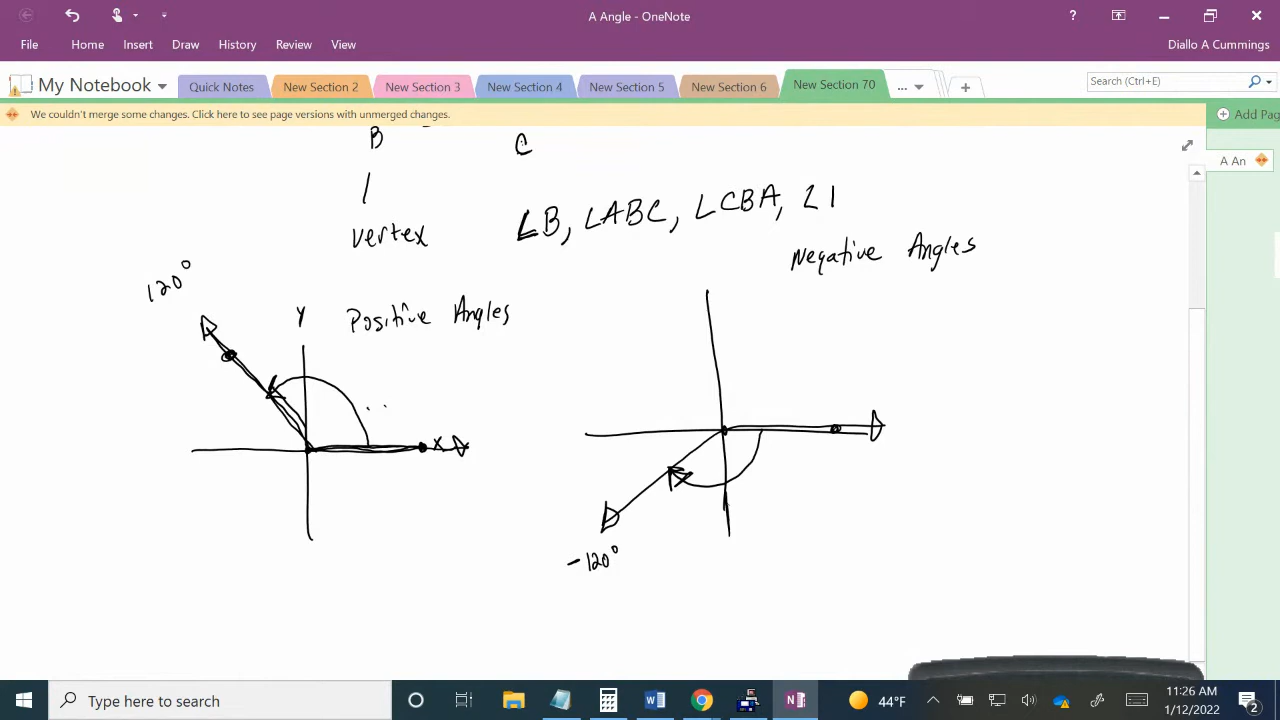 A Angle - OneNote
?
File Home Insert Draw History Review View
Diallo A Cummings
My Notebook Quick Notes New Section 2 New Section 3 New Section 4 New Section 5 New Section 6 New Section 70 ...
Search (Ctrl+E)
We couldn't merge some changes. Click here to see page versions with unmerged changes.
Add Pag
A An
B C
vertex
∠B, ∠ABC, ∠CBA, ∠1
Negative Angles
120°
Y
Positive Angles
X
-120°
Type here to search
44°F
11:26 AM
1/12/2022
2